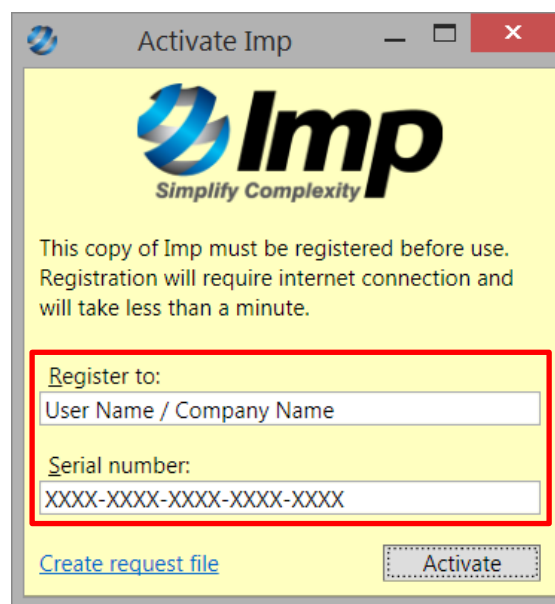 Activate Imp
Imp
Simplify Complexity
This copy of Imp must be registered before use.
Registration will require internet connection and
will take less than a minute.
Register to:
User Name / Company Name
Serial number:
XXXX-XXXX-XXXX-XXXX-XXXX
Create request file
Activate